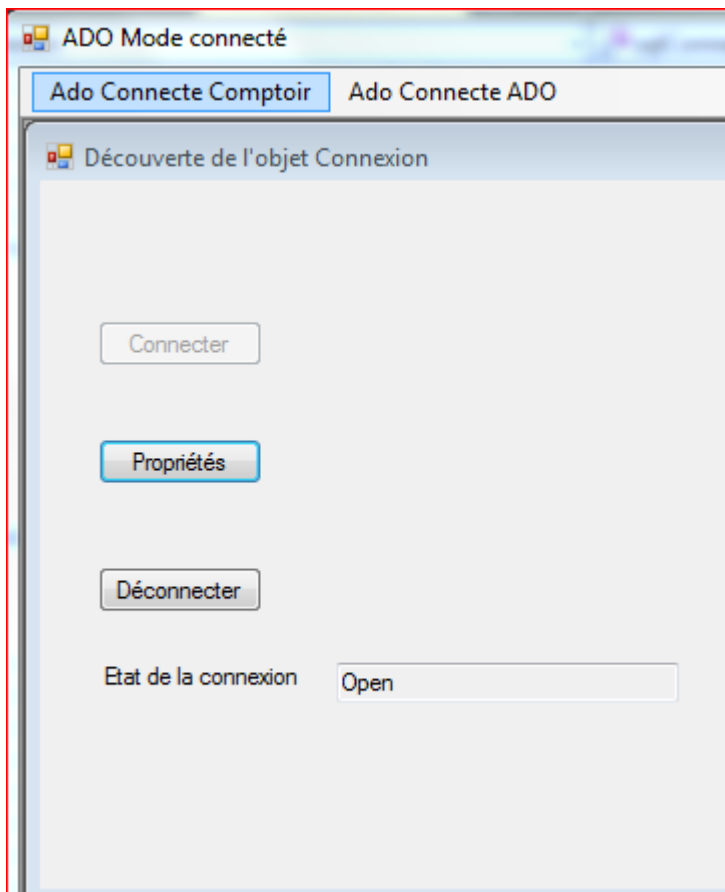 ADO Mode connecté
Ado Connecte Comptoir Ado Connecte ADO
Découverte de l'objet Connexion
Connecter
Propriétés
Déconnecter
Etat de la connexion Open